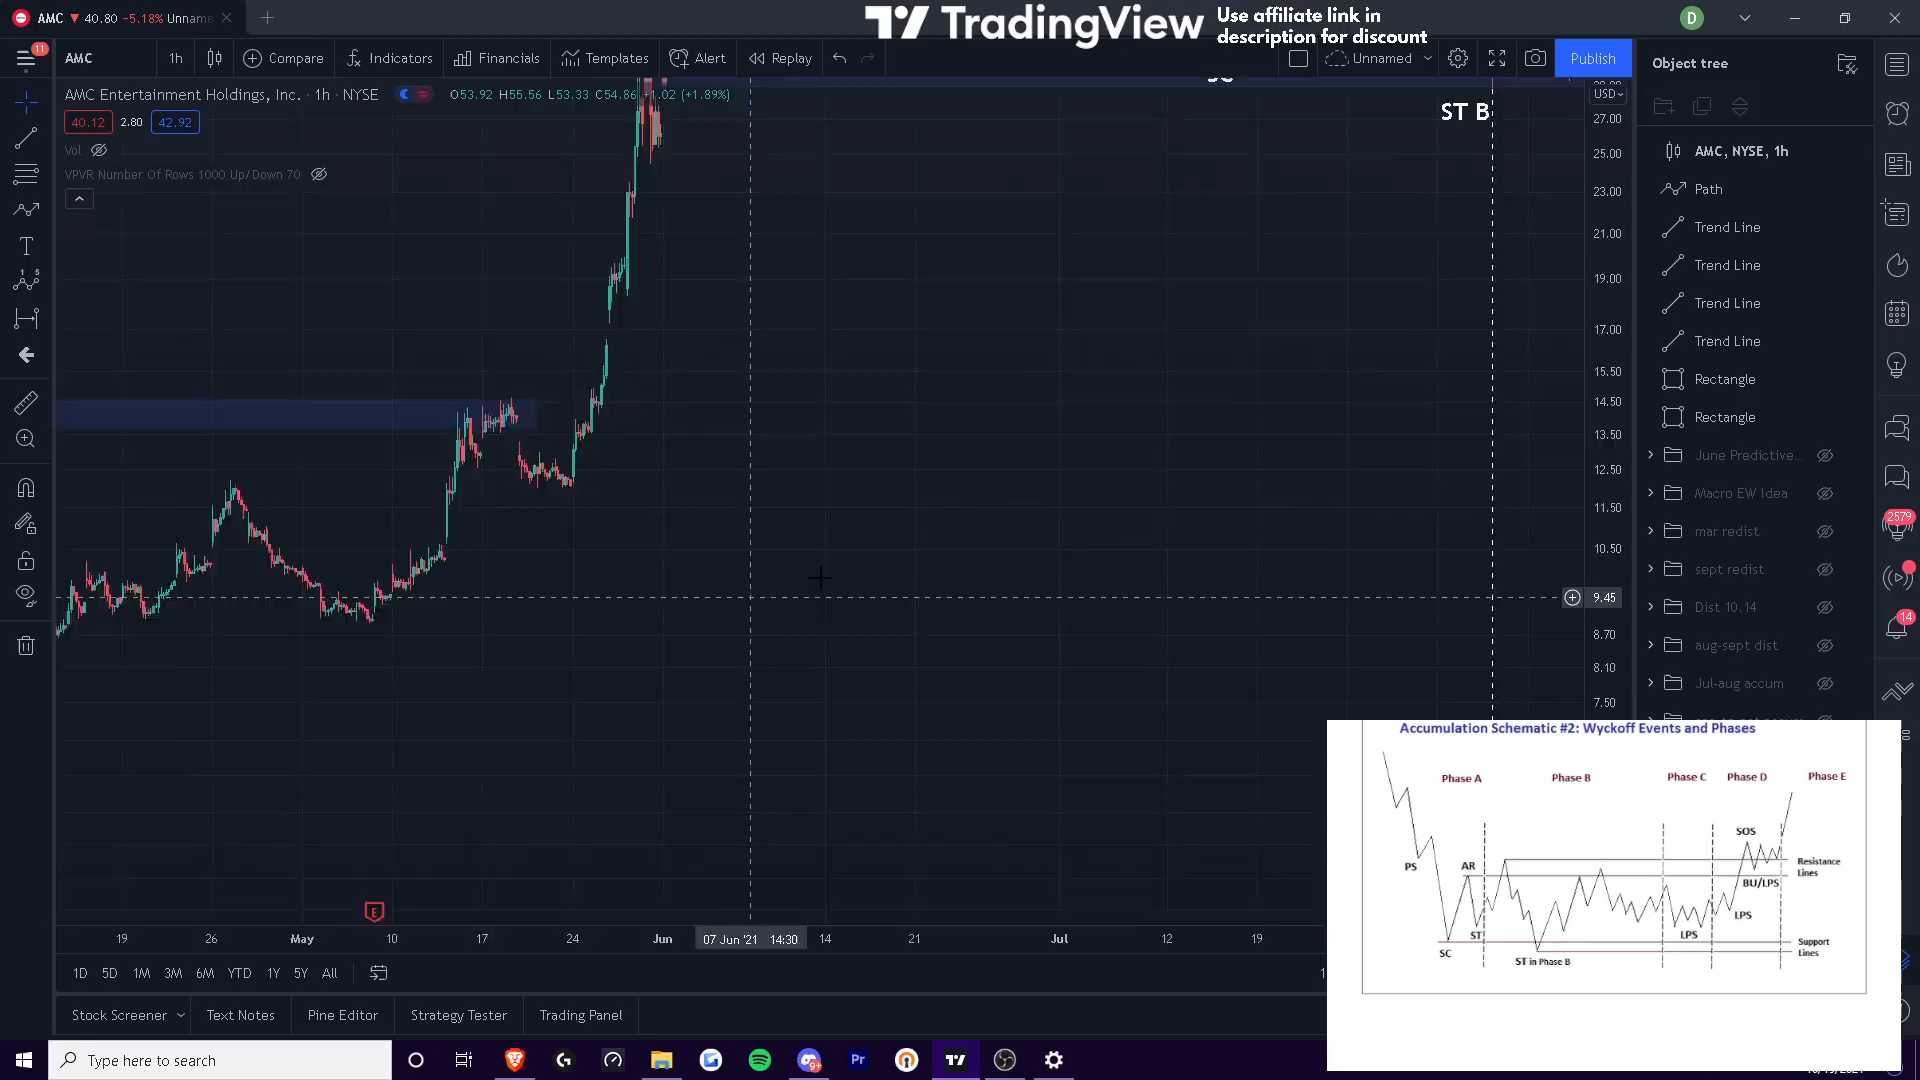 AMC ▼ 40.80 −5.18% Unname
TradingView
Use affiliate link in
description for discount
D
11
AMC
1h
Compare
Indicators
Financials
Templates
Alert
Replay
Unnamed
Publish
Object tree
AMC Entertainment Holdings, Inc. · 1h · NYSE
O53.92 H55.56 L53.33 C54.86 +1.02 (+1.89%)
40.12
2.80
42.92
Vol
VPVR Number Of Rows 1000 Up/Down 70
ST B
USD
27.00
25.00
23.00
21.00
19.00
17.00
15.50
14.50
13.50
12.50
11.50
10.50
9.45
8.70
8.10
7.50
AMC, NYSE, 1h
Path
Trend Line
Trend Line
Trend Line
Trend Line
Rectangle
Rectangle
June Predictive...
Macro EW Idea
mar redist
sept redist
Dist 10.14
aug-sept dist
Jul-aug accum
2579
14
E
19
26
May
10
17
24
Jun
07 Jun '21 14:30
14
21
Jul
12
19
1D
5D
1M
3M
6M
YTD
1Y
5Y
All
Stock Screener
Text Notes
Pine Editor
Strategy Tester
Trading Panel
Accumulation Schematic #2: Wyckoff Events and Phases
Phase A
Phase B
Phase C
Phase D
Phase E
PS
AR
SOS
Resistance
Lines
BU/LPS
LPS
ST
LPS
SC
ST in Phase B
Support
Lines
Type here to search
9+
Pr